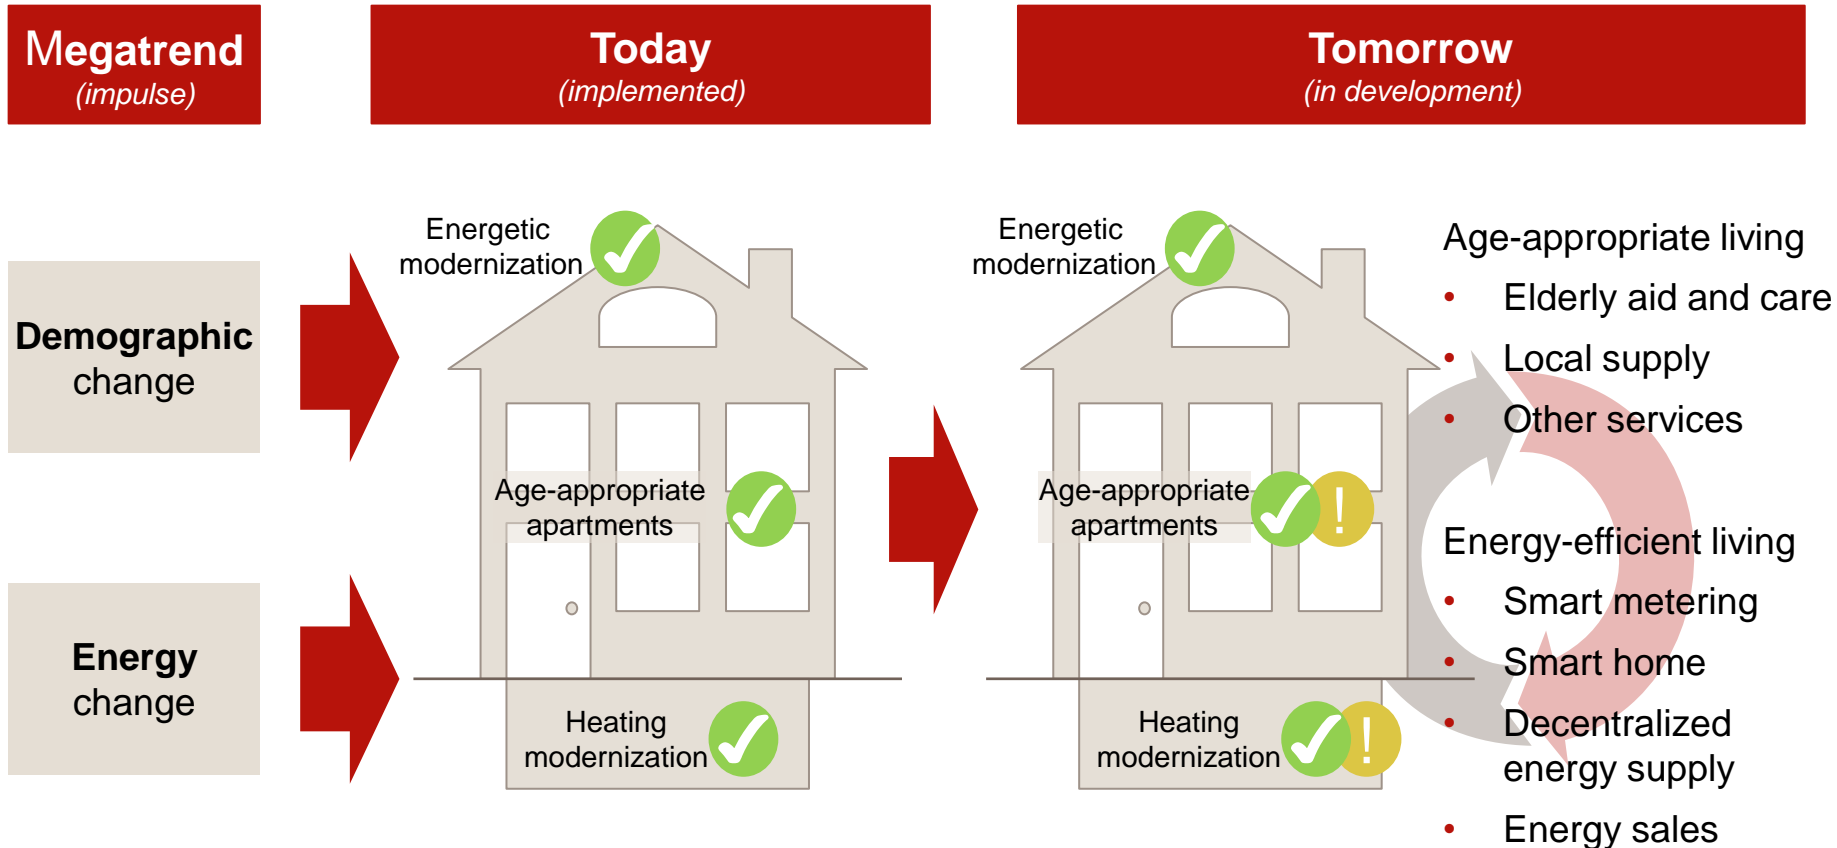 Megatrend
(impulse)
Today
(implemented)
Tomorrow
(in development)
Demographic
change
Energy
change
Energetic
modernization
Age-appropriate
apartments
Heating
modernization
Energetic
modernization
Age-appropriate
apartments
!
Heating
modernization
!
Age-appropriate living
• Elderly aid and care
• Local supply
• Other services
Energy-efficient living
• Smart metering
• Smart home
• Decentralized
energy supply
• Energy sales